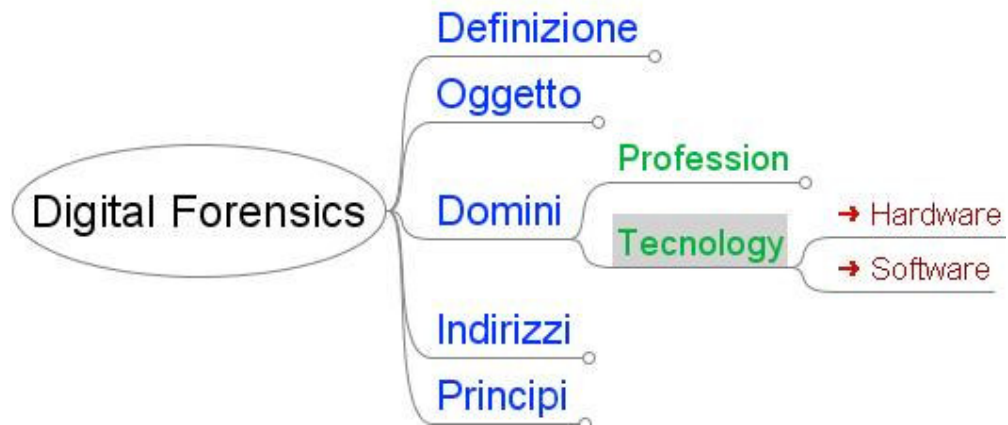 Digital Forensics
Definizione
Oggetto
Domini
Profession
Tecnology
Hardware
Software
Indirizzi
Principi